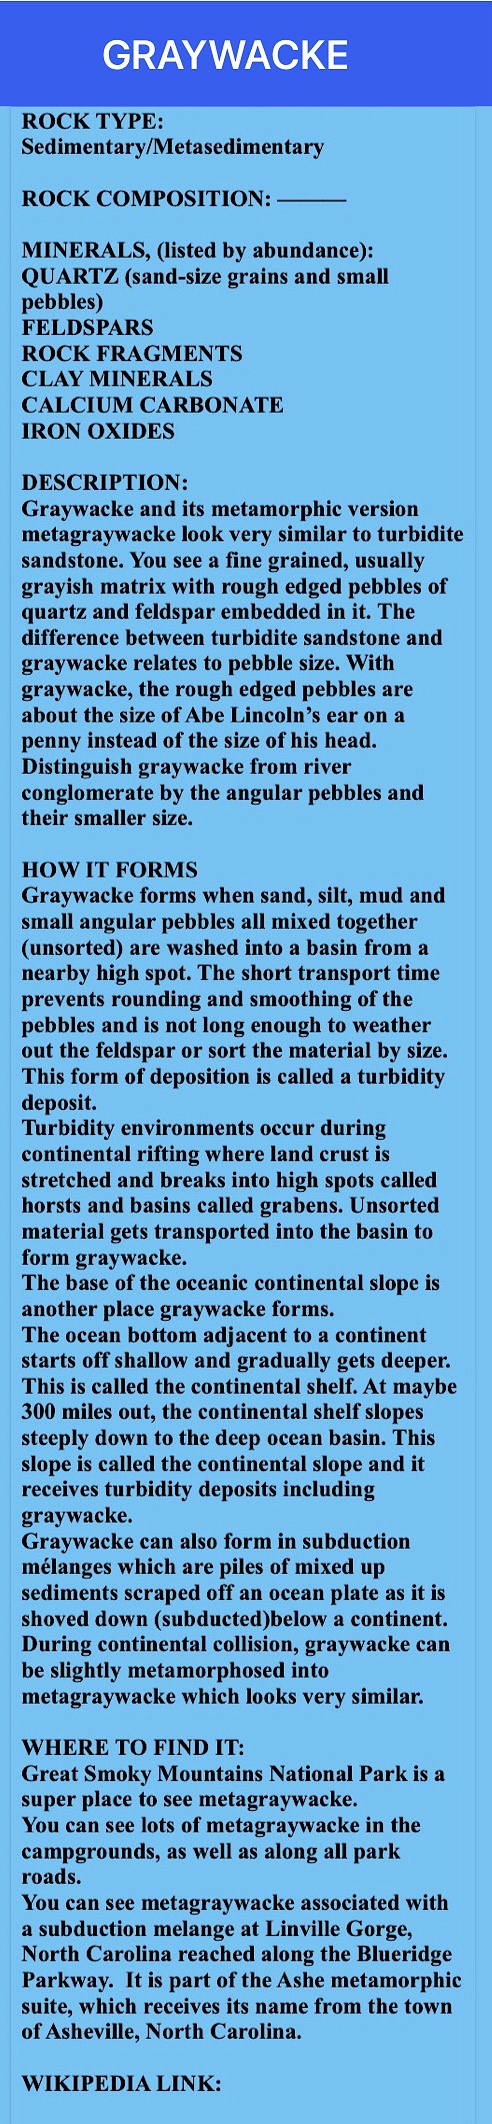 GRAYWACKE
ROCK TYPE:
Sedimentary/Metasedimentary
ROCK COMPOSITION: ———
MINERALS, (listed by abundance):
QUARTZ (sand-size grains and small
pebbles)
FELDSPARS
ROCK FRAGMENTS
CLAY MINERALS
CALCIUM CARBONATE
IRON OXIDES
DESCRIPTION:
Graywacke and its metamorphic version
metagraywacke look very similar to turbidite
sandstone. You see a fine grained, usually
grayish matrix with rough edged pebbles of
quartz and feldspar embedded in it. The
difference between turbidite sandstone and
graywacke relates to pebble size. With
graywacke, the rough edged pebbles are
about the size of Abe Lincoln’s ear on a
penny instead of the size of his head.
Distinguish graywacke from river
conglomerate by the angular pebbles and
their smaller size.
HOW IT FORMS
Graywacke forms when sand, silt, mud and
small angular pebbles all mixed together
(unsorted) are washed into a basin from a
nearby high spot. The short transport time
prevents rounding and smoothing of the
pebbles and is not long enough to weather
out the feldspar or sort the material by size.
This form of deposition is called a turbidity
deposit.
Turbidity environments occur during
continental rifting where land crust is
stretched and breaks into high spots called
horsts and basins called grabens. Unsorted
material gets transported into the basin to
form graywacke.
The base of the oceanic continental slope is
another place graywacke forms.
The ocean bottom adjacent to a continent
starts off shallow and gradually gets deeper.
This is called the continental shelf. At maybe
300 miles out, the continental shelf slopes
steeply down to the deep ocean basin. This
slope is called the continental slope and it
receives turbidity deposits including
graywacke.
Graywacke can also form in subduction
mélanges which are piles of mixed up
sediments scraped off an ocean plate as it is
shoved down (subducted)below a continent.
During continental collision, graywacke can
be slightly metamorphosed into
metagraywacke which looks very similar.
WHERE TO FIND IT:
Great Smoky Mountains National Park is a
super place to see metagraywacke.
You can see lots of metagraywacke in the
campgrounds, as well as along all park
roads.
You can see metagraywacke associated with
a subduction melange at Linville Gorge,
North Carolina reached along the Blueridge
Parkway.  It is part of the Ashe metamorphic
suite, which receives its name from the town
of Asheville, North Carolina.
WIKIPEDIA LINK: